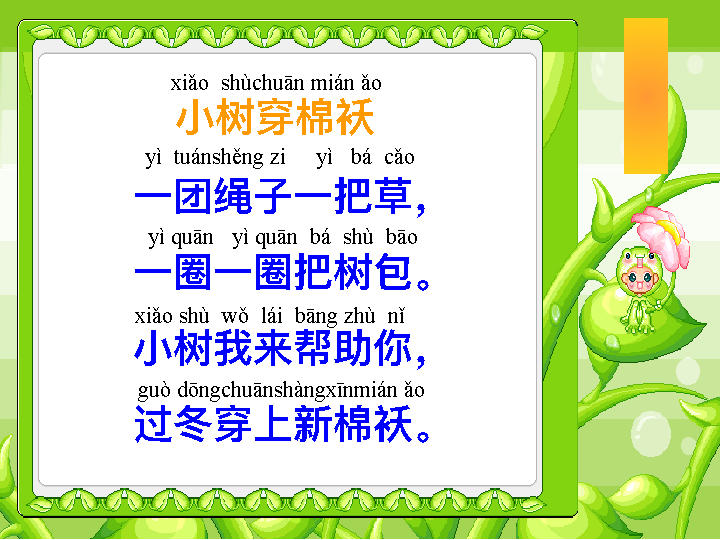 xiǎo shùchuān mián ǎo
小树穿棉袄
yì tuánshěng zi yì bá cǎo
一团绳子一把草，
yì quān yì quān bá shù bāo
一圈一圈把树包。
xiǎo shù wǒ lái bāng zhù nǐ
小树我来帮助你，
guò dōngchuānshàngxīnmián ǎo
过冬穿上新棉袄。